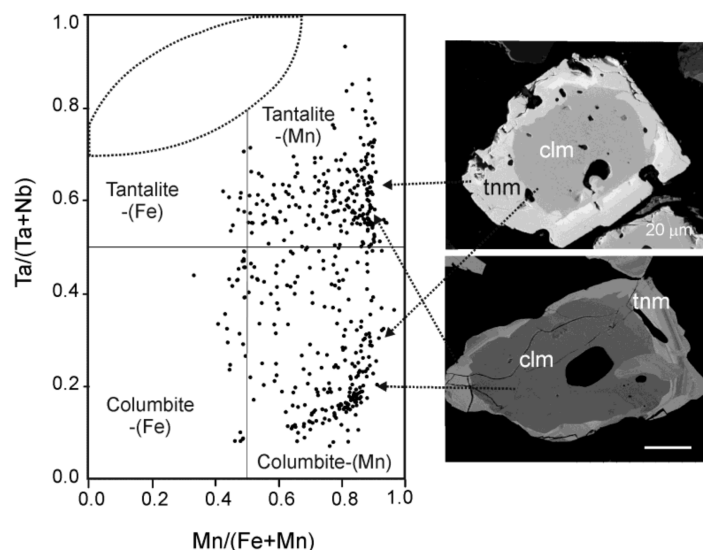 Ta/(Ta+Nb)
1.0
0.8
0.6
0.4
0.2
0.0
Tantalite
-(Mn)
Tantalite
-(Fe)
Columbite
-(Fe)
Columbite-(Mn)
0.0
0.2
0.4
0.6
0.8
1.0
Mn/(Fe+Mn)
clm
tnm
20 μm
tnm
clm